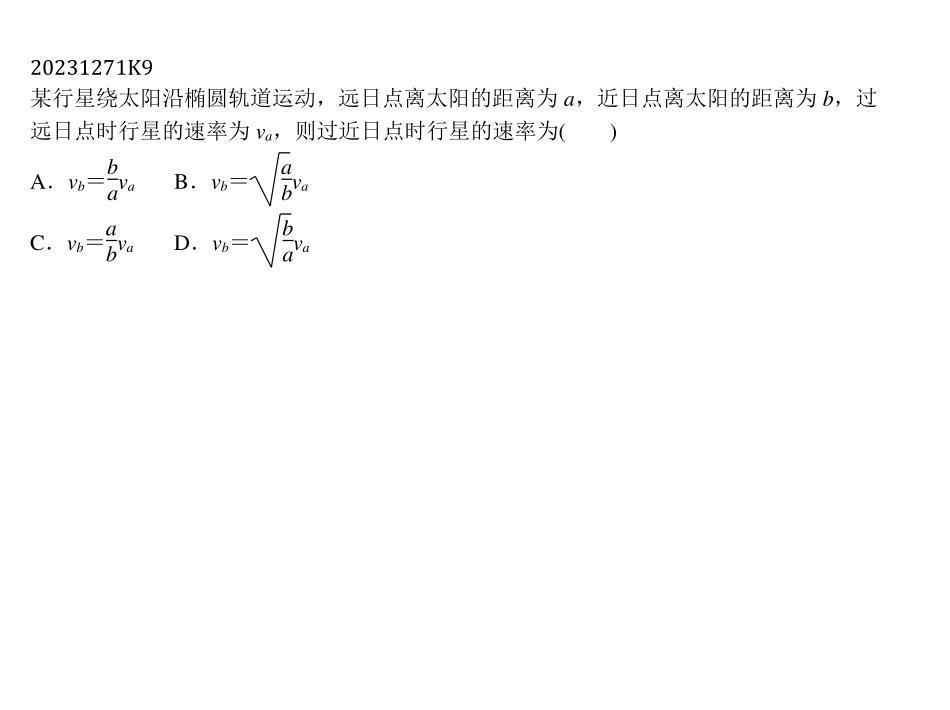 20231271K9
某行星绕太阳沿椭圆轨道运动，远日点离太阳的距离为 a，近日点离太阳的距离为 b，过
远日点时行星的速率为 vₐ，则过近日点时行星的速率为(　　)
A．v_b＝\frac{b}{a}v_a　　B．v_b＝\sqrt{\frac{a}{b}}v_a
C．v_b＝\frac{a}{b}v_a　　D．v_b＝\sqrt{\frac{b}{a}}v_a